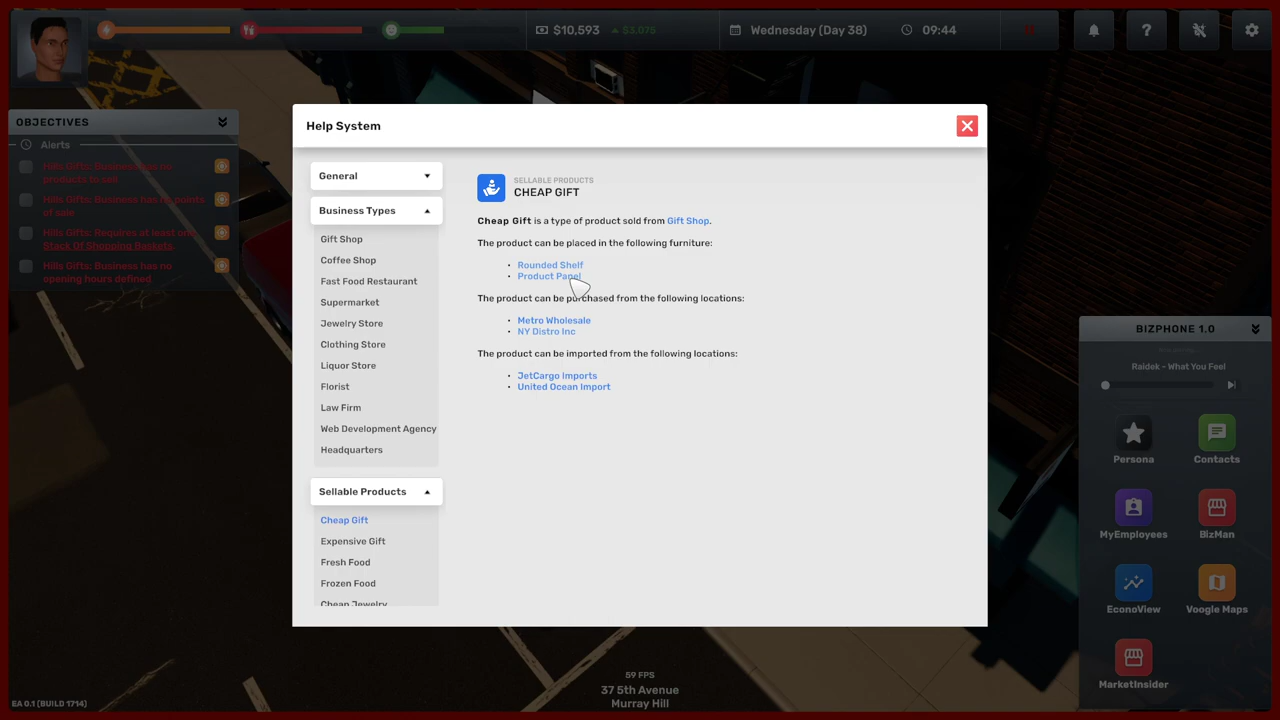 $10,593
$3,075
Wednesday (Day 38)
09:44
?
OBJECTIVES
Alerts
Hills Gifts: Business has no
products to sell
Hills Gifts: Business has no points
of sale
Hills Gifts: Requires at least one
Stack Of Shopping Baskets.
Hills Gifts: Business has no
opening hours defined
Help System
General
Business Types
Gift Shop
Coffee Shop
Fast Food Restaurant
Supermarket
Jewelry Store
Clothing Store
Liquor Store
Florist
Law Firm
Web Development Agency
Headquarters
Sellable Products
Cheap Gift
Expensive Gift
Fresh Food
Frozen Food
Cheap Jewelry
SELLABLE PRODUCTS
CHEAP GIFT
Cheap Gift is a type of product sold from Gift Shop.
The product can be placed in the following furniture:
• Rounded Shelf
• Product Panel
The product can be purchased from the following locations:
• Metro Wholesale
• NY Distro Inc
The product can be imported from the following locations:
• JetCargo Imports
• United Ocean Import
BIZPHONE 1.0
Raidek - What You Feel
Persona
Contacts
MyEmployees
BizMan
EconoView
Voogle Maps
MarketInsider
59 FPS
37 5th Avenue
Murray Hill
EA 0.1 (BUILD 1714)